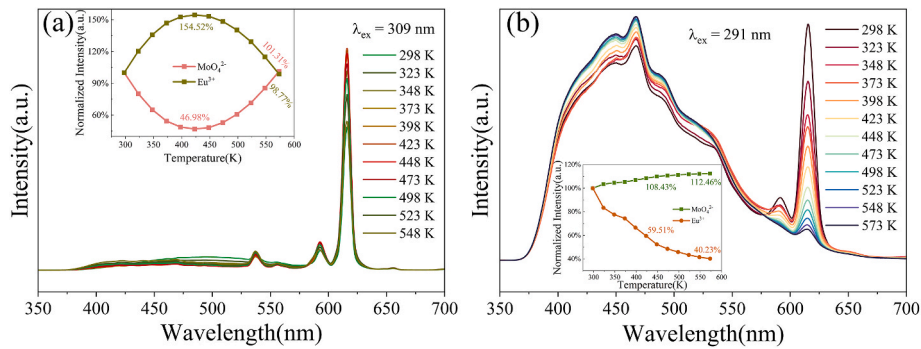 (a)
λex = 309 nm
Normalized Intensity(a.u.)
150%
120%
90%
60%
154.52%
101.31%
98.77%
46.98%
MoO₄²⁻
Eu³⁺
300 350 400 450 500 550 600
Temperature(K)
298 K
323 K
348 K
373 K
398 K
423 K
448 K
473 K
498 K
523 K
548 K
Intensity(a.u.)
350 400 450 500 550 600 650 700
Wavelength(nm)
(b)
λex = 291 nm
298 K
323 K
348 K
373 K
398 K
423 K
448 K
473 K
498 K
523 K
548 K
573 K
Normalized Intensity(a.u.)
120%
100%
80%
60%
40%
108.43%
112.46%
MoO₄²⁻
Eu³⁺
59.51%
40.23%
300 350 400 450 500 550
Temperature(K)
Intensity(a.u.)
350 400 450 500 550 600 650 700
Wavelength(nm)